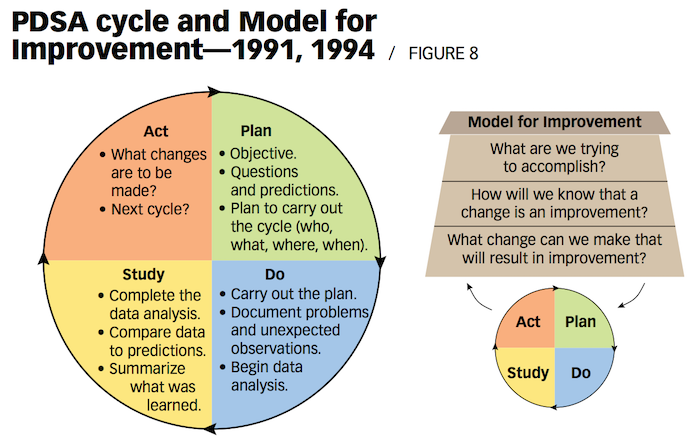 PDSA cycle and Model for
Improvement—1991, 1994 / FIGURE 8
Act
• What changes
are to be
made?
• Next cycle?
Plan
• Objective.
• Questions
and predictions.
• Plan to carry out
the cycle (who,
what, where, when).
Study
• Complete the
data analysis.
• Compare data
to predictions.
• Summarize
what was
learned.
Do
• Carry out the plan.
• Document problems
and unexpected
observations.
• Begin data
analysis.
Model for Improvement
What are we trying
to accomplish?
How will we know that a
change is an improvement?
What change can we make that
will result in improvement?
Act
Plan
Study
Do